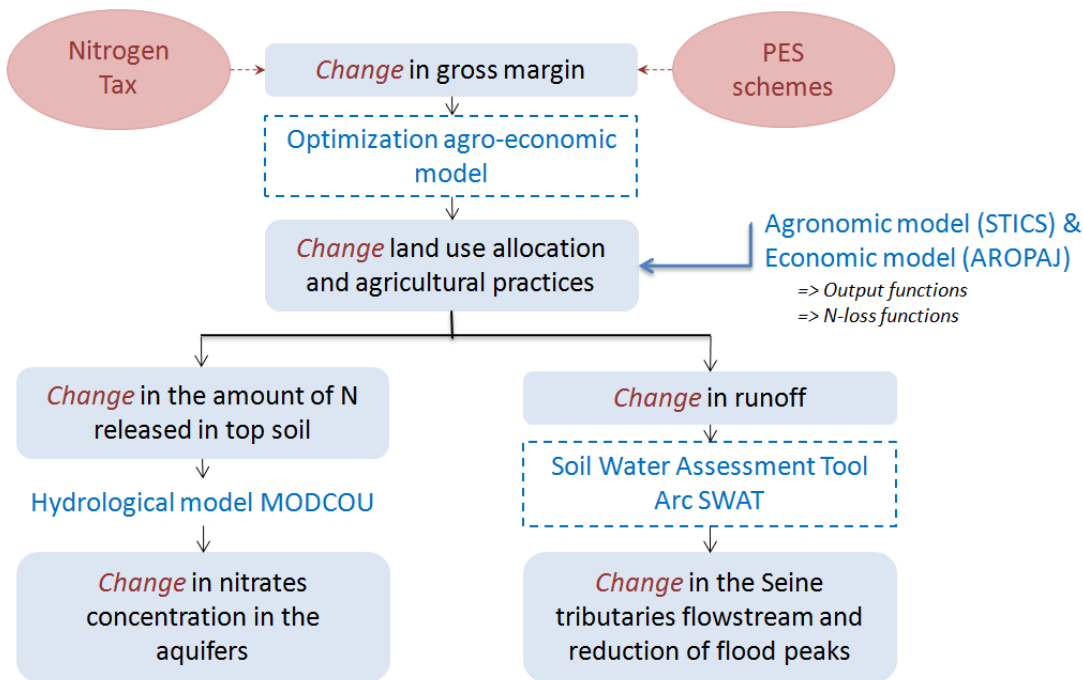 Nitrogen
Tax
Change in gross margin
PES
schemes
Optimization agro-economic
model
Change land use allocation
and agricultural practices
Agronomic model (STICS) &
Economic model (AROPAJ)
=> Output functions
=> N-loss functions
Change in the amount of N
released in top soil
Change in runoff
Hydrological model MODCOU
Soil Water Assessment Tool
Arc SWAT
Change in nitrates
concentration in the
aquifers
Change in the Seine
tributaries flowstream and
reduction of flood peaks